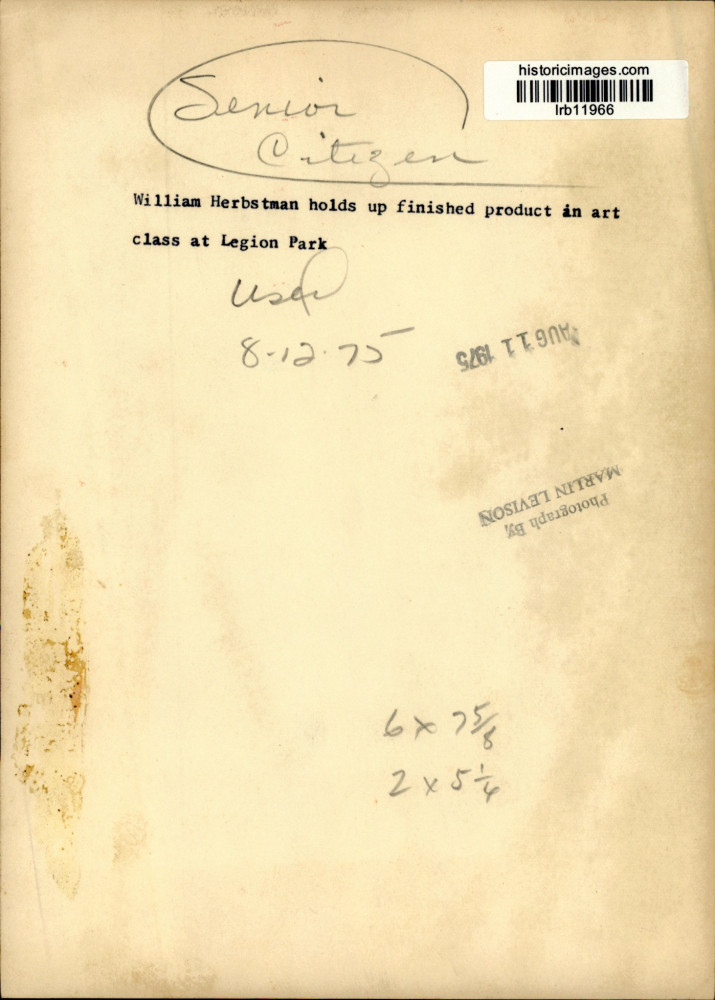 historicimages.com
lrb11966
Senior
Citizen
William Herbstman holds up finished product in art
class at Legion Park
Used
8-12-75
AUG 11 1975
Photograph By
MARLIN LEVISON
6 x 7 5/8
2 x 5 1/4